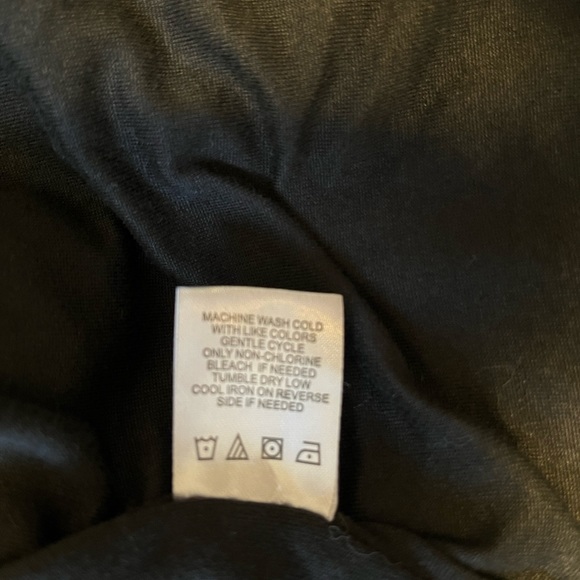 MACHINE WASH COLD
WITH LIKE COLORS
GENTLE CYCLE
ONLY NON-CHLORINE
BLEACH IF NEEDED
TUMBLE DRY LOW
COOL IRON ON REVERSE
SIDE IF NEEDED